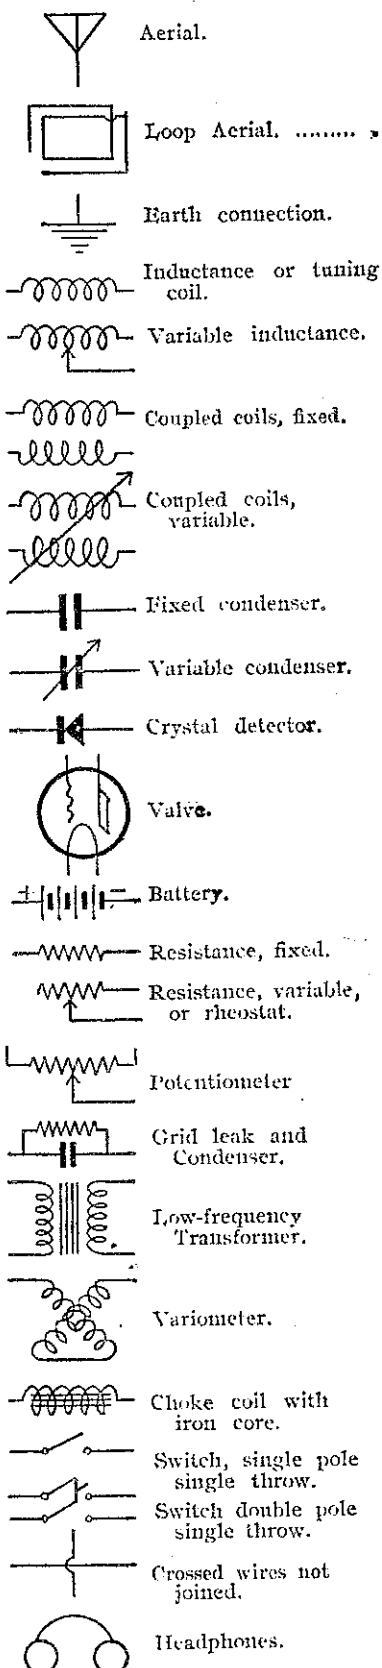 Aerial.
Loop Aerial. .........
Earth connection.
Inductance or tuning
coil.
Variable inductance.
Coupled coils, fixed.
Coupled coils,
variable.
Fixed condenser.
Variable condenser.
Crystal detector.
Valve.
+ −
Battery.
Resistance, fixed.
Resistance, variable,
or rheostat.
Potentiometer
Grid leak and
Condenser.
Low-frequency
Transformer.
Variometer.
Choke coil with
iron core.
Switch, single pole
single throw.
Switch double pole
single throw.
Crossed wires not
joined.
Headphones.